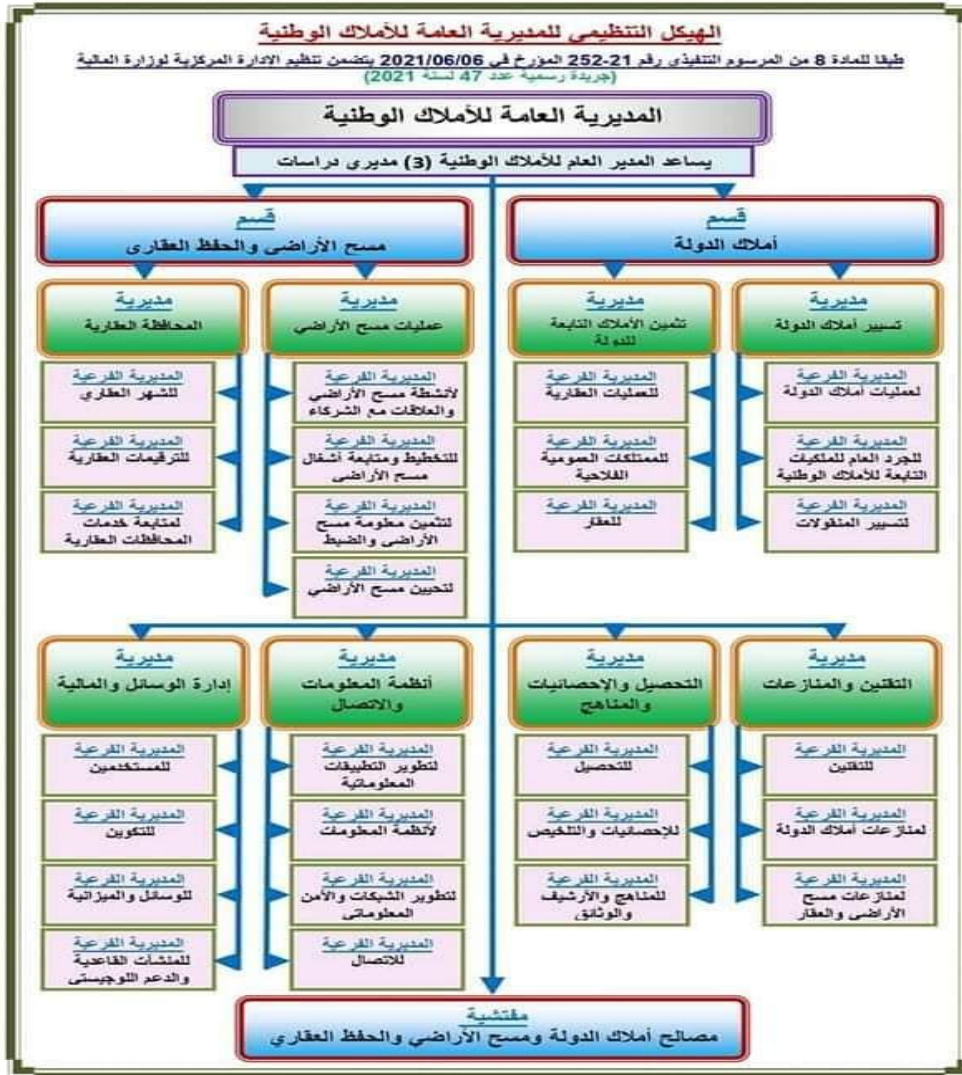 الهيكل التنظيمي للمديرية العامة للأملاك الوطنية
طبقا للمادة 8 من المرسوم التنفيذي رقم 21-252 المؤرخ في 2021/06/06 يتضمن تنظيم الادارة المركزية لوزارة المالية
(جريدة رسمية عدد 47 لسنة 2021)
المديرية العامة للأملاك الوطنية
يساعد المدير العام للأملاك الوطنية (3) مديري دراسات
قسم
أملاك الدولة
قسم
مسح الأراضي والحفظ العقاري
مديرية
تسيير أملاك الدولة
المديرية الفرعية
لعمليات أملاك الدولة
المديرية الفرعية
للجرد العام للملكيات
التابعة للأملاك الوطنية
المديرية الفرعية
لتسيير المنقولات
مديرية
تثمين الأملاك التابعة
للدولة
المديرية الفرعية
للعمليات العقارية
المديرية الفرعية
للممتلكات العمومية
الفلاحية
المديرية الفرعية
للعقار
مديرية
عمليات مسح الأراضي
المديرية الفرعية
لأنشطة مسح الأراضي
والعلاقات مع الشركاء
المديرية الفرعية
للتخطيط ومتابعة أشغال
مسح الأراضي
المديرية الفرعية
لتثمين معلومة مسح
الأراضي والضبط
المديرية الفرعية
لتحيين مسح الأراضي
مديرية
المحافظة العقارية
المديرية الفرعية
للشهر العقاري
المديرية الفرعية
للترقيمات العقارية
المديرية الفرعية
لمتابعة خدمات
المحافظات العقارية
مديرية
التقنين والمنازعات
المديرية الفرعية
للتقنين
المديرية الفرعية
لمنازعات أملاك الدولة
المديرية الفرعية
لمنازعات مسح
الأراضي والعقار
مديرية
التحصيل والإحصائيات
والمناهج
المديرية الفرعية
للتحصيل
المديرية الفرعية
للإحصائيات والتلخيص
المديرية الفرعية
للمناهج والأرشيف
والوثائق
مديرية
أنظمة المعلومات
والاتصال
المديرية الفرعية
لتطوير التطبيقات
المعلوماتية
المديرية الفرعية
لأنظمة المعلومات
المديرية الفرعية
لتطوير الشبكات والأمن
المعلوماتي
المديرية الفرعية
للاتصال
مديرية
إدارة الوسائل والمالية
المديرية الفرعية
للمستخدمين
المديرية الفرعية
للتكوين
المديرية الفرعية
للوسائل والميزانية
المديرية الفرعية
للمنشآت القاعدية
والدعم اللوجيستي
مفتشية
مصالح أملاك الدولة ومسح الأراضي والحفظ العقاري